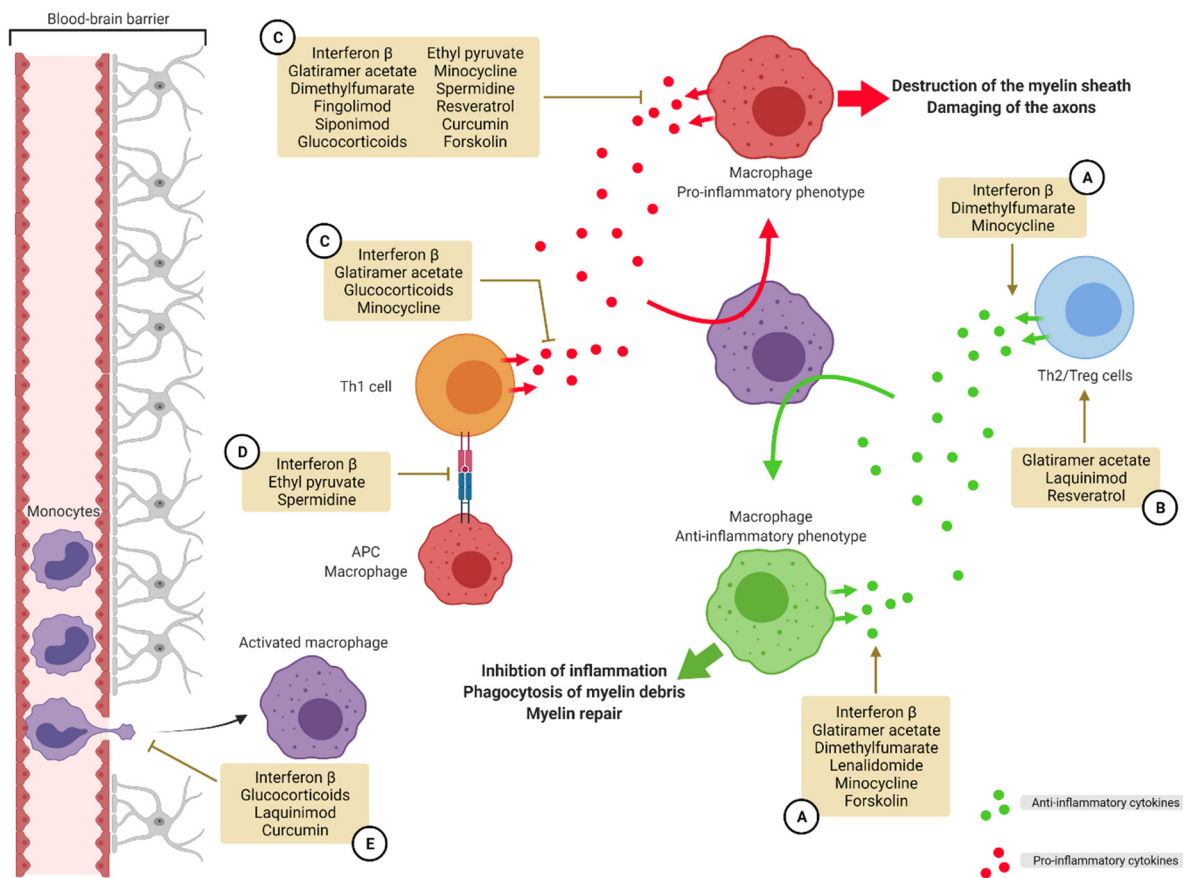 Blood-brain barrier
C
Interferon β
Glatiramer acetate
Dimethylfumarate
Fingolimod
Siponimod
Glucocorticoids
Ethyl pyruvate
Minocycline
Spermidine
Resveratrol
Curcumin
Forskolin
Destruction of the myelin sheath
Damaging of the axons
Macrophage
Pro-inflammatory phenotype
A
Interferon β
Dimethylfumarate
Minocycline
C
Interferon β
Glatiramer acetate
Glucocorticoids
Minocycline
Th1 cell
Th2/Treg cells
D
Interferon β
Ethyl pyruvate
Spermidine
Glatiramer acetate
Laquinimod
Resveratrol
B
Monocytes
APC
Macrophage
Macrophage
Anti-inflammatory phenotype
Activated macrophage
Inhibtion of inflammation
Phagocytosis of myelin debris
Myelin repair
Interferon β
Glucocorticoids
Laquinimod
Curcumin
E
Interferon β
Glatiramer acetate
Dimethylfumarate
Lenalidomide
Minocycline
Forskolin
A
Anti-inflammatory cytokines
Pro-inflammatory cytokines